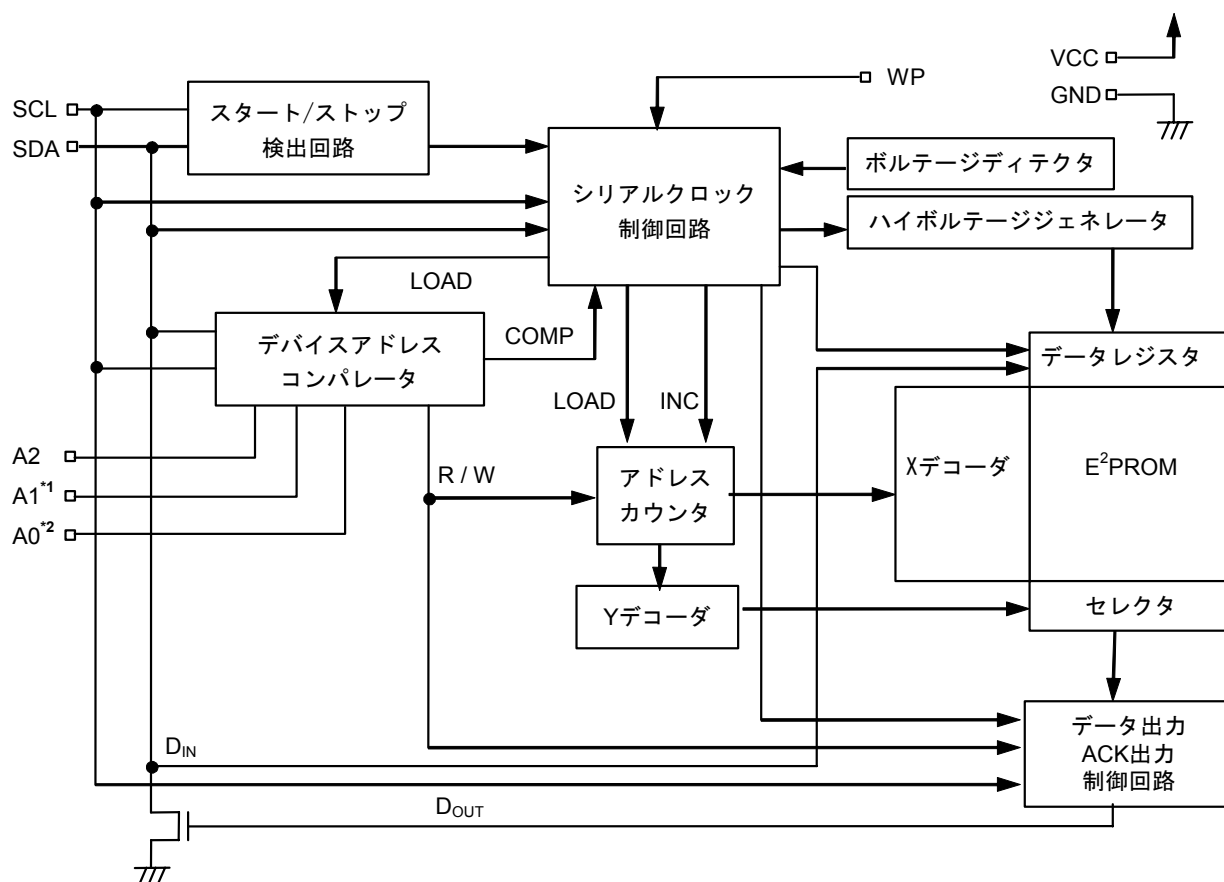 VCC
WP
SCL
スタート/ストップ
検出回路
GND
SDA
ボルテージディテクタ
シリアルクロック
制御回路
ハイボルテージジェネレータ
LOAD
デバイスアドレス
コンパレータ
COMP
データレジスタ
LOAD
INC
A2
A1*1
A0*2
R / W
アドレス
カウンタ
Xデコーダ
E2PROM
Yデコーダ
セレクタ
DIN
データ出力
ACK出力
制御回路
DOUT